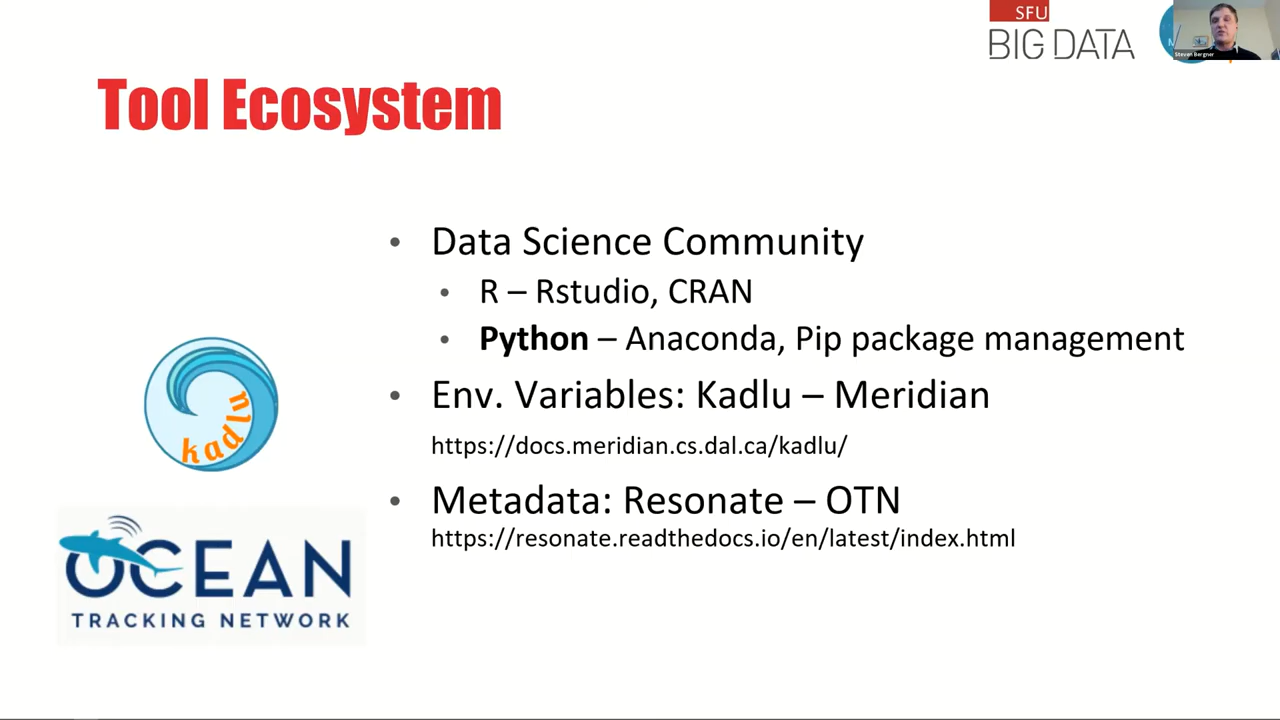 SFU
BIG DATA
Steven Bergner
Tool Ecosystem
• Data Science Community
• R – Rstudio, CRAN
• Python – Anaconda, Pip package management
• Env. Variables: Kadlu – Meridian
https://docs.meridian.cs.dal.ca/kadlu/
• Metadata: Resonate – OTN
https://resonate.readthedocs.io/en/latest/index.html
kadlu
OCEAN
TRACKING NETWORK